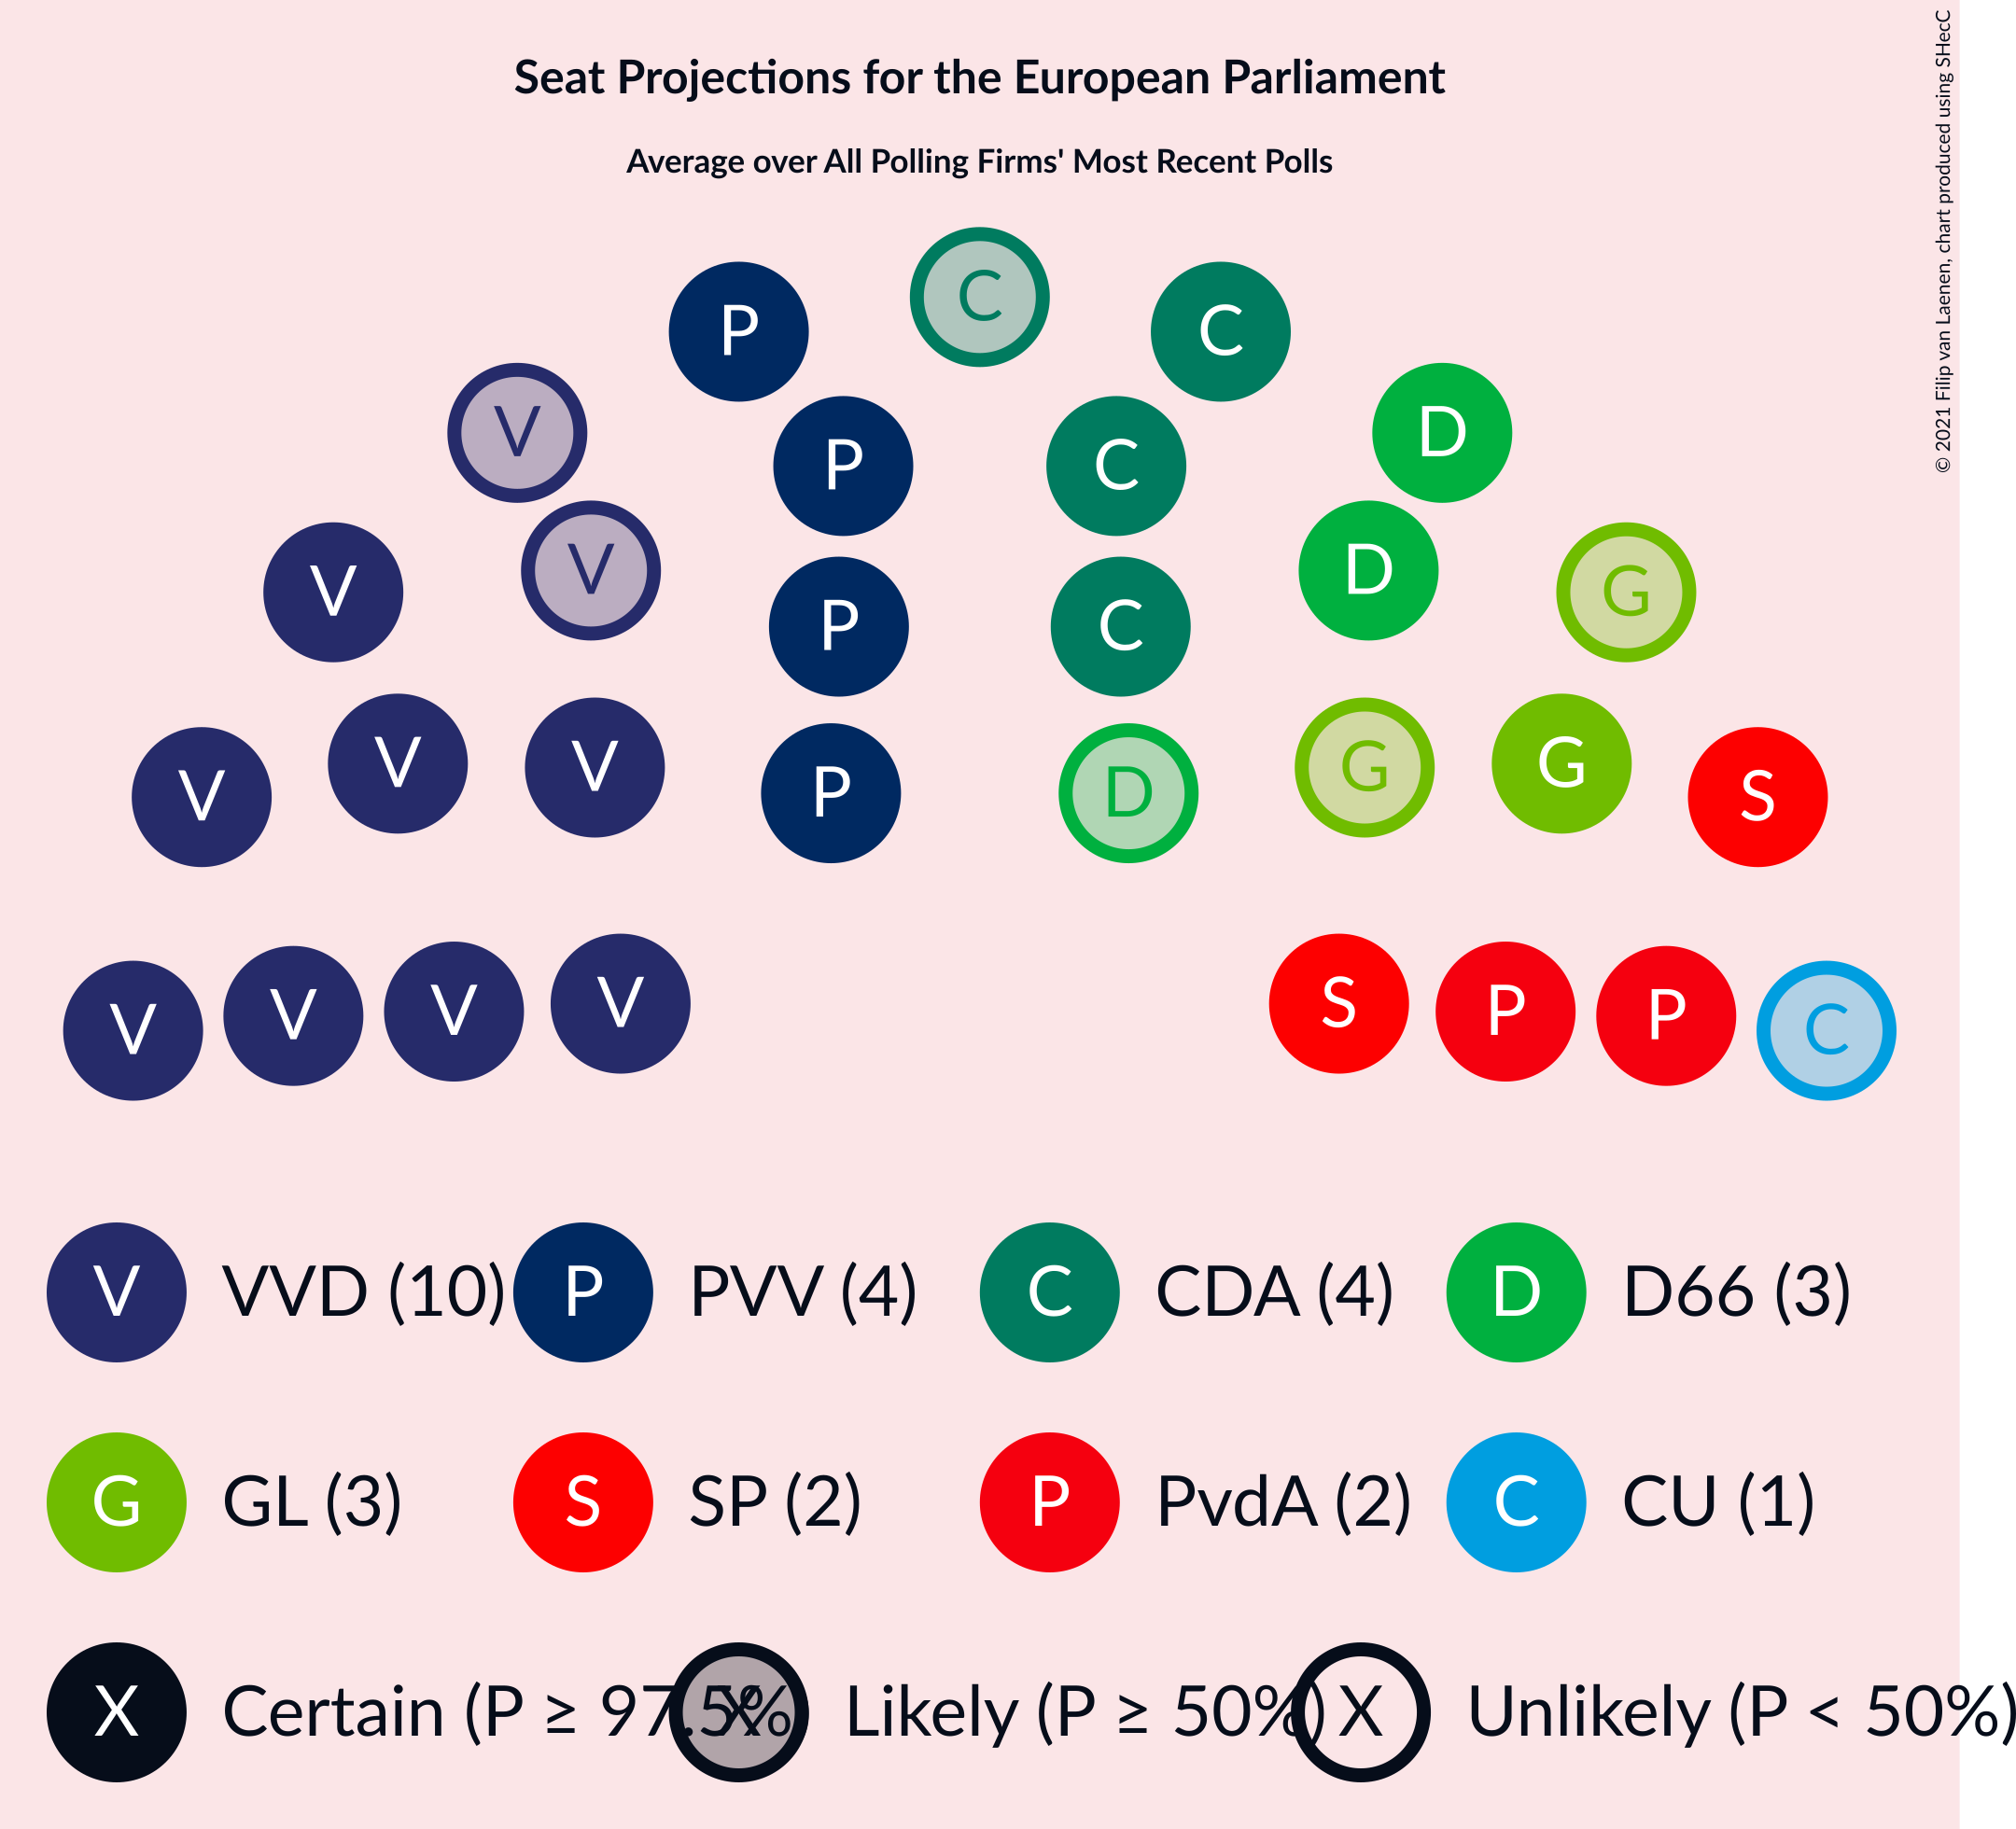 Seat Projections for the European Parliament
Average over All Polling Firms' Most Recent Polls
© 2021 Filip van Laenen, chart produced using SHecC
C
P C
V D
P C
V D
V G
P C
V V G G
P D
V S
V V V V S P P C
V VVD (10) P PVV (4) C CDA (4) D D66 (3)
G GL (3) S SP (2) P PvdA (2) C CU (1)
X Certain (P ≥ 97.5% X Likely (P ≥ 50%) X Unlikely (P < 50%)